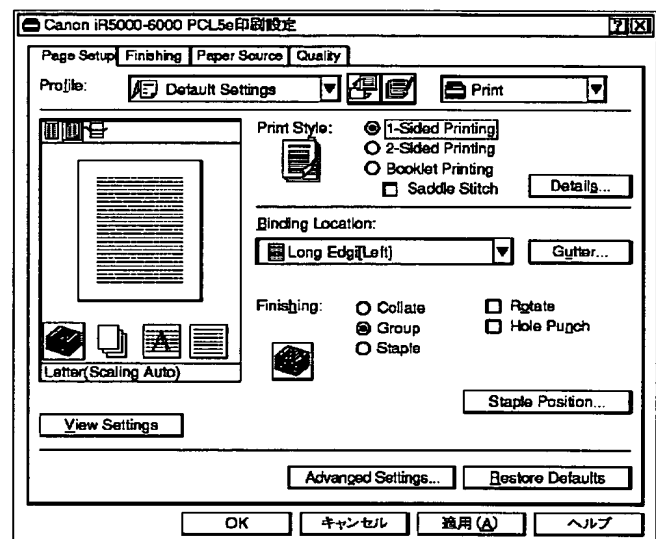 Canon iR5000-6000 PCL5e印刷設定
Page Setup Finishing Paper Source Quality
Profile: Default Settings Print
Print Style: 1-Sided Printing
2-Sided Printing
Booklet Printing
Saddle Stitch Details...
Binding Location:
Long Edgi[Left] Gutter...
Finishing: Collate Rotate
Group Hole Punch
Staple
A
Letter(Scaling Auto)
Staple Position...
View Settings
Advanced Settings... Restore Defaults
OK キャンセル 適用(A) ヘルプ